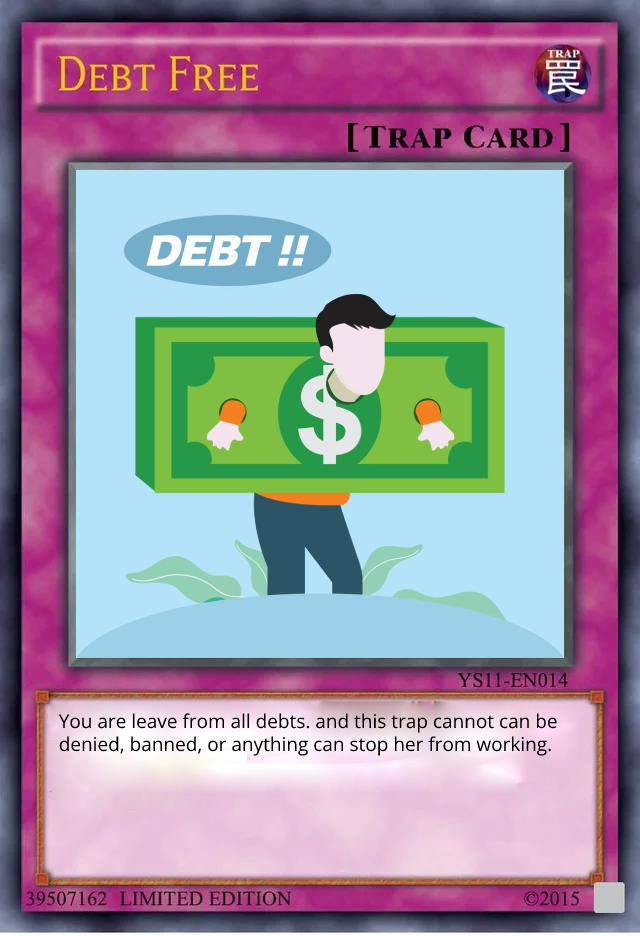 Debt Free
TRAP
罠
[Trap Card]
DEBT !!
$
YS11-EN014
You are leave from all debts. and this trap cannot can be
denied, banned, or anything can stop her from working.
39507162 LIMITED EDITION
©2015